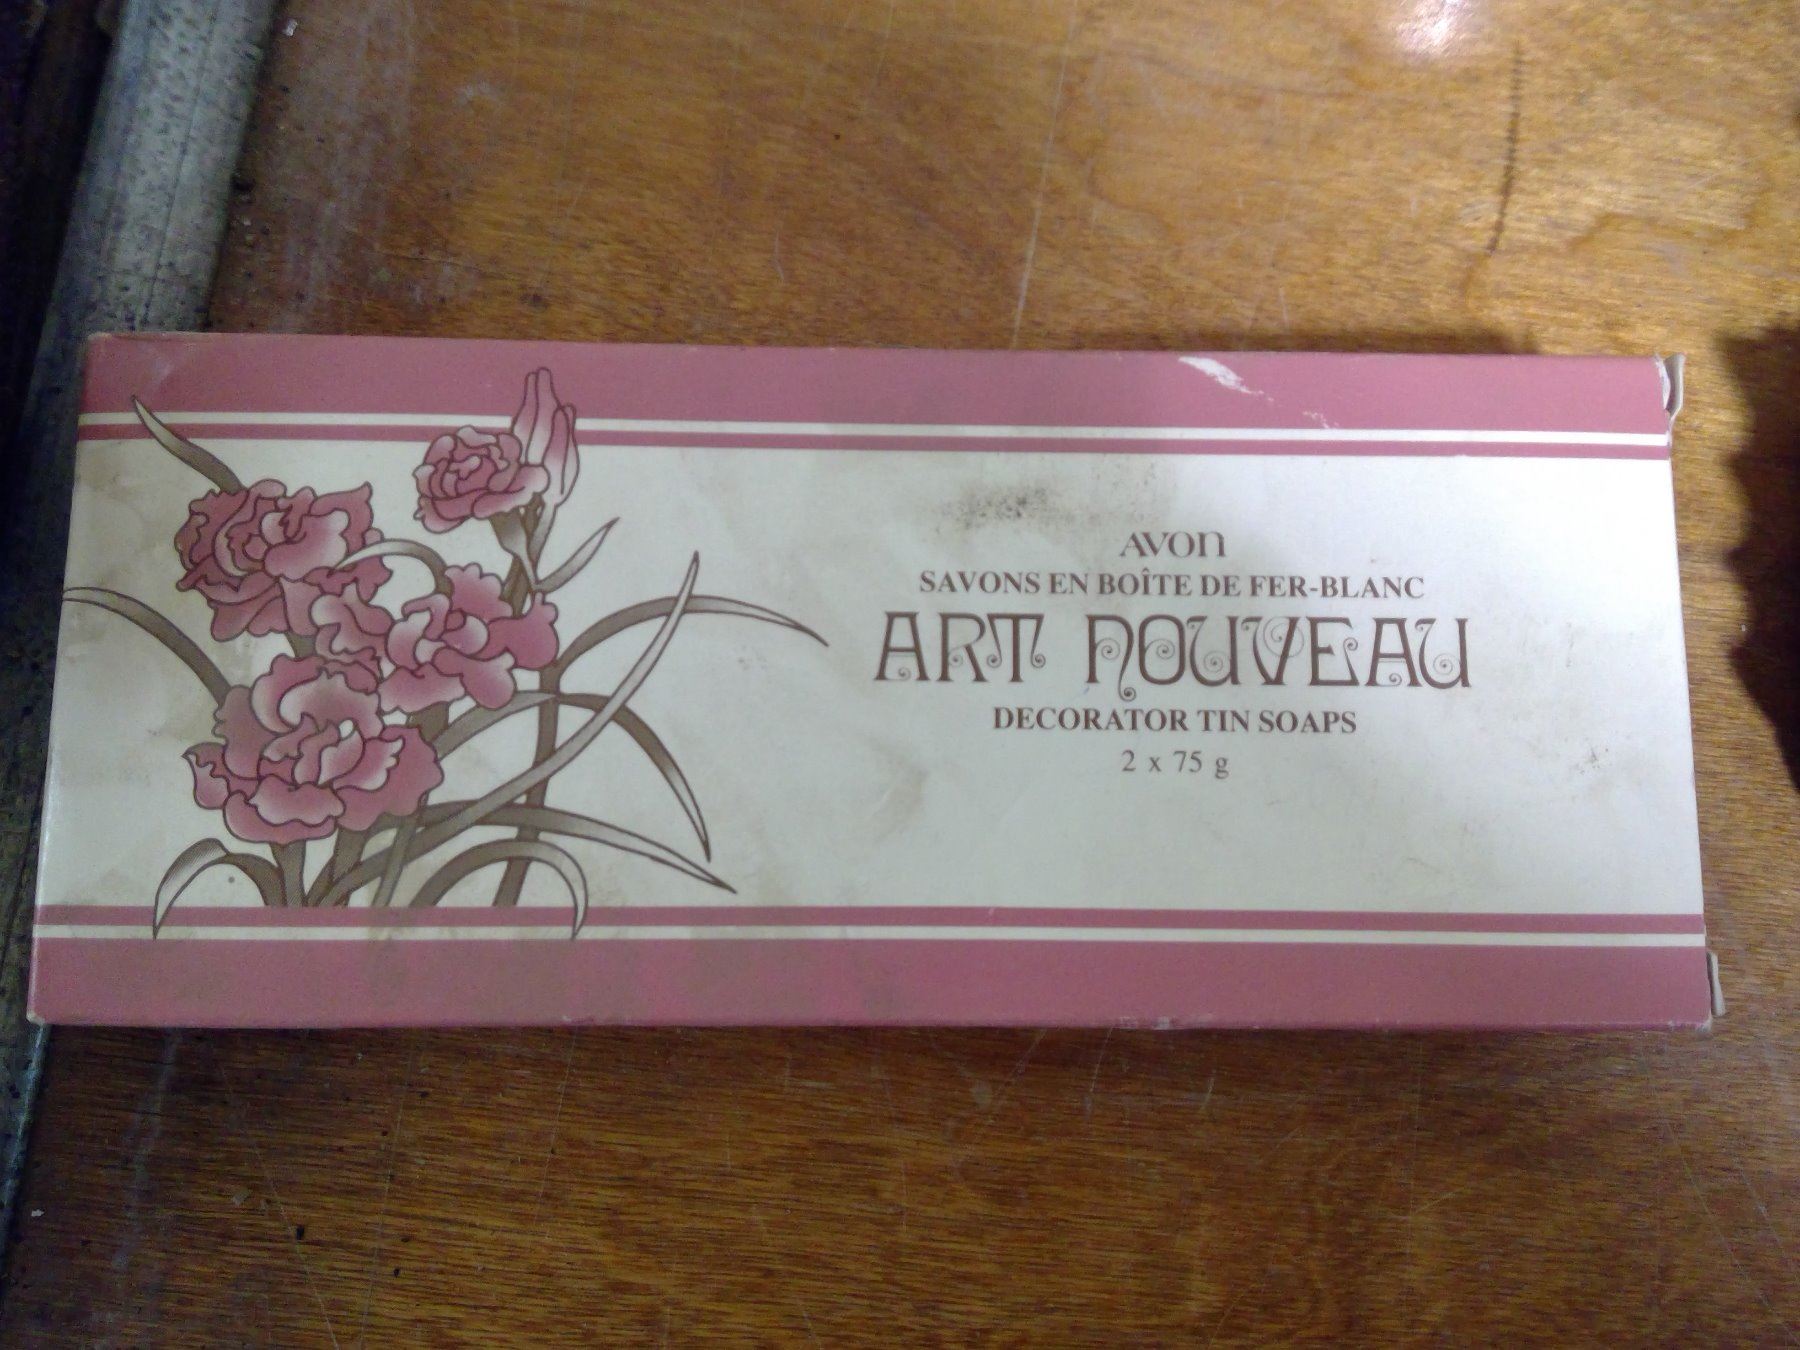 AVON
SAVONS EN BOÎTE DE FER-BLANC
ART NOUVEAU
DECORATOR TIN SOAPS
2 x 75 g